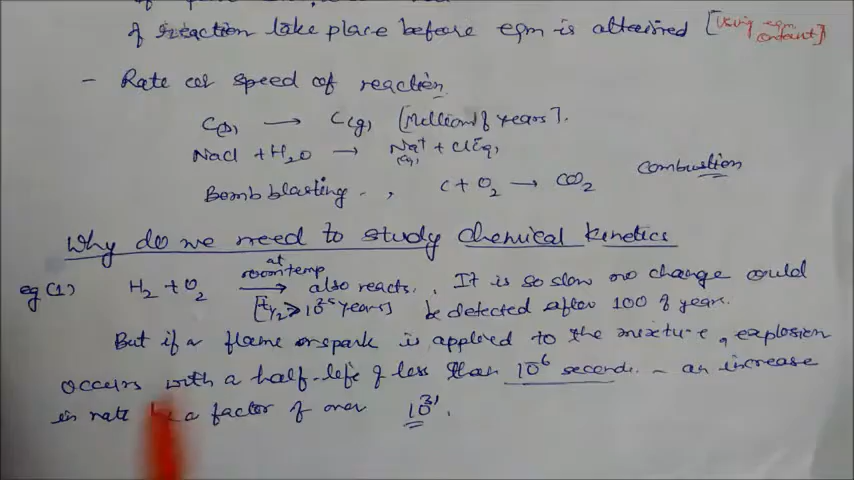 of reaction take place before eqm is attained [Using eqm constant]
- Rate or speed of reaction
C(s) → C(g) [Million of years].
NaCl + H2O → Na+(aq) + Cl-(aq)
Bomb blasting , C + O2 → CO2 Combustion
Why do we need to study chemical kinetics
eg (1) H2 + O2 → at room temp [t1/2 > 10^25 years] also reacts. It is so slow no change could
be detected after 100 of years.
But if a flame or spark is applied to the mixture, explosion
occurs with a half-life of less than 10^-6 seconds - an increase
in rate a factor of over 10^31.